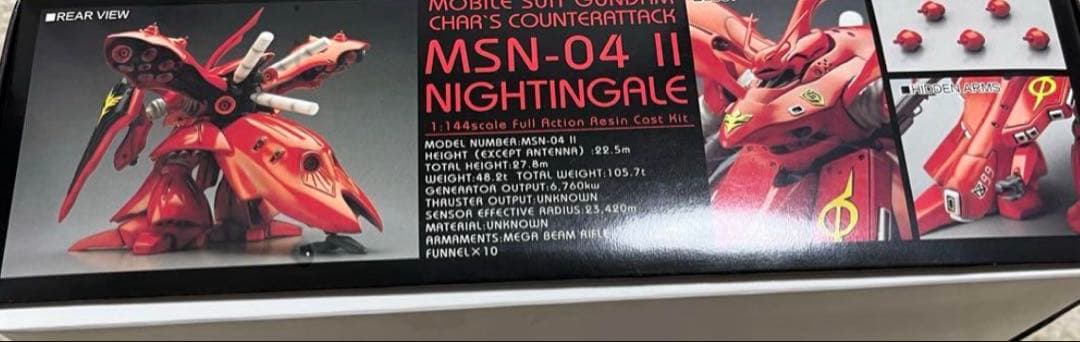 ■REAR VIEW
MOBILE SUIT GUNDAM
CHAR'S COUNTERATTACK
MSN-04 II
NIGHTINGALE
1:144scale Full Action Resin Cast Kit
MODEL NUMBER:MSN-04 II
HEIGHT (EXCEPT ANTENNA) :22.5m
TOTAL HEIGHT:27.8m
WEIGHT:48.2t TOTAL WEIGHT:105.7t
GENERATOR OUTPUT:6,760kw
THRUSTER OUTPUT:UNKNOWN
SENSOR EFFECTIVE RADIUS:23,420m
MATERIAL:UNKNOWN
ARMAMENTS:MEGA BEAM RIFLE
FUNNEL×10
■HIDDEN ARMS